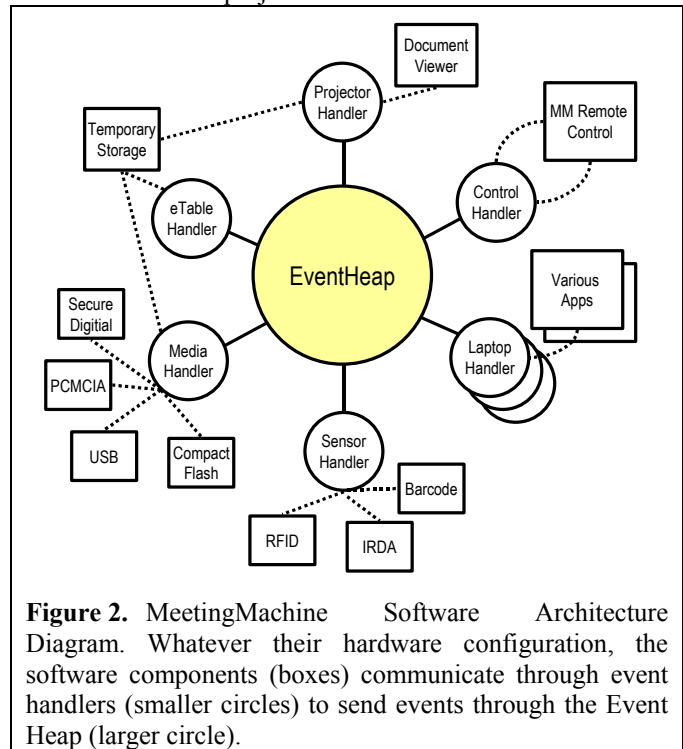 Document
Viewer
Projector
Handler
MM Remote
Control
Temporary
Storage
Control
Handler
eTable
Handler
EventHeap
Various
Apps
Secure
Digitial
Media
Handler
Laptop
Handler
PCMCIA
USB
Compact
Flash
Sensor
Handler
Barcode
RFID
IRDA
Figure 2. MeetingMachine Software Architecture
Diagram. Whatever their hardware configuration, the
software components (boxes) communicate through event
handlers (smaller circles) to send events through the Event
Heap (larger circle).